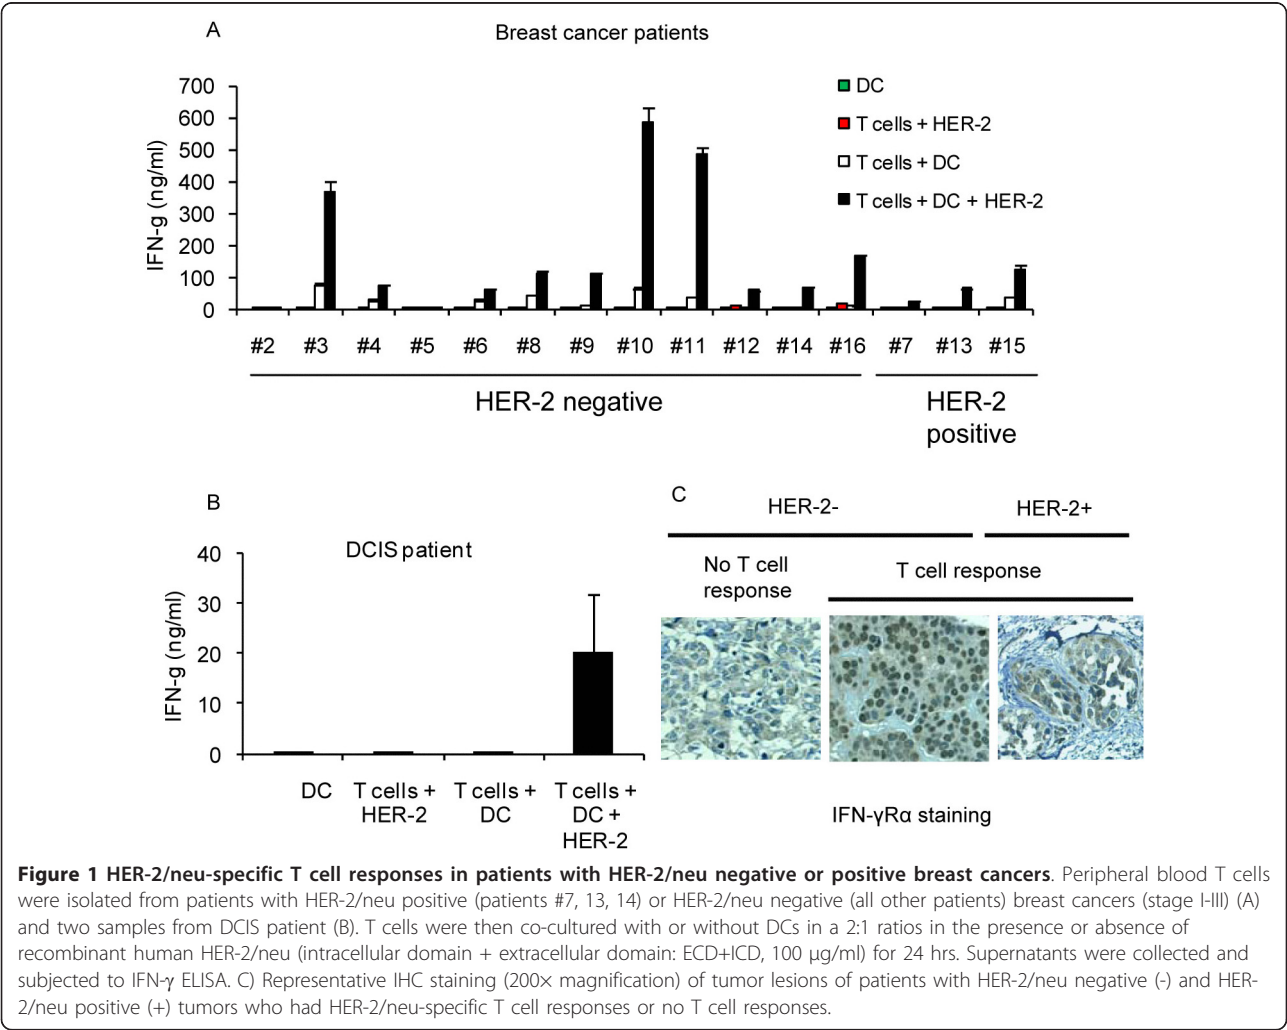 A
Breast cancer patients
700
600
500
400
300
200
100
0
IFN-g (ng/ml)
DC
T cells + HER-2
T cells + DC
T cells + DC + HER-2
#2 #3 #4 #5 #6 #8 #9 #10 #11 #12 #14 #16 #7 #13 #15
HER-2 negative
HER-2
positive
B
DCIS patient
40
30
20
10
0
IFN-g (ng/ml)
DC
T cells +
HER-2
T cells +
DC
T cells +
DC +
HER-2
C
HER-2-
HER-2+
No T cell
response
T cell response
IFN-γRα staining
Figure 1 HER-2/neu-specific T cell responses in patients with HER-2/neu negative or positive breast cancers. Peripheral blood T cells
were isolated from patients with HER-2/neu positive (patients #7, 13, 14) or HER-2/neu negative (all other patients) breast cancers (stage I-III) (A)
and two samples from DCIS patient (B). T cells were then co-cultured with or without DCs in a 2:1 ratios in the presence or absence of
recombinant human HER-2/neu (intracellular domain + extracellular domain: ECD+ICD, 100 μg/ml) for 24 hrs. Supernatants were collected and
subjected to IFN-γ ELISA. C) Representative IHC staining (200× magnification) of tumor lesions of patients with HER-2/neu negative (-) and HER-
2/neu positive (+) tumors who had HER-2/neu-specific T cell responses or no T cell responses.